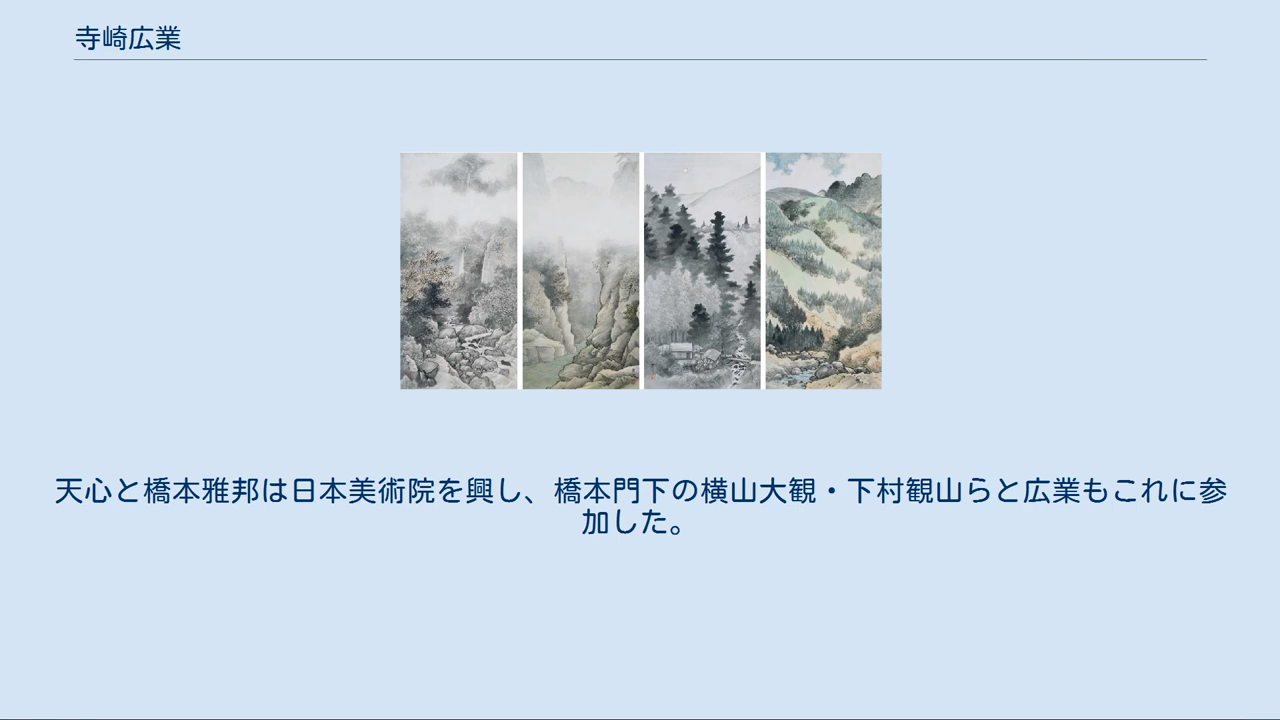 寺崎広業
天心と橋本雅邦は日本美術院を興し、橋本門下の横山大観・下村観山らと広業もこれに参
加した。